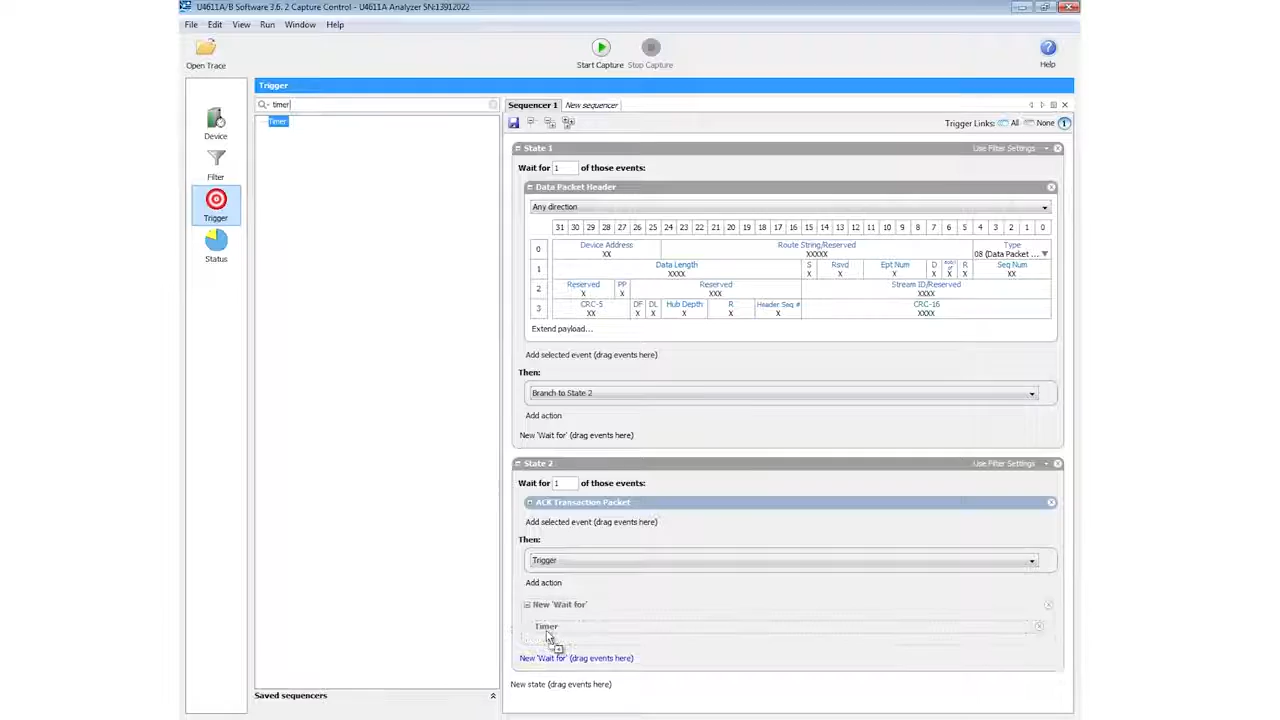 U4611A/B Software 3.6. 2 Capture Control - U4611A Analyzer SN:13912022
File Edit View Run Window Help
Open Trace
Start Capture Stop Capture
Help
Device
Filter
Trigger
Status
Trigger
timer
Timer
Saved sequencers
Sequencer 1 New sequencer
Trigger Links: All None
State 1 Use Filter Settings
Wait for 1 of those events:
Data Packet Header
Any direction
31 30 29 28 27 26 25 24 23 22 21 20 19 18 17 16 15 14 13 12 11 10 9 8 7 6 5 4 3 2 1 0
0 Device Address Route String/Reserved Type
XX XXXXX 08 (Data Packet ...
1 Data Length S Rsvd Ept Num D R Seq Num
XXXX X X X X X X XX
2 Reserved PP Reserved Stream ID/Reserved
X X XXX XXXX
3 CRC-5 DF DL Hub Depth R Header Seq # CRC-16
XX X X X X X XXXX
Extend payload...
Add selected event (drag events here)
Then:
Branch to State 2
Add action
New 'Wait for' (drag events here)
State 2 Use Filter Settings
Wait for 1 of those events:
ACK Transaction Packet
Add selected event (drag events here)
Then:
Trigger
Add action
New 'Wait for'
Timer
New 'Wait for' (drag events here)
New state (drag events here)